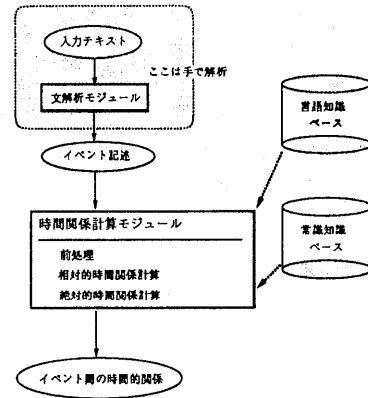 入力テキスト
ここは手で解析
文解析モジュール
言語知識
ベース
イベント記述
時間関係計算モジュール
前処理
相対的時間関係計算
絶対的時間関係計算
常識知識
ベース
イベント間の時間的関係